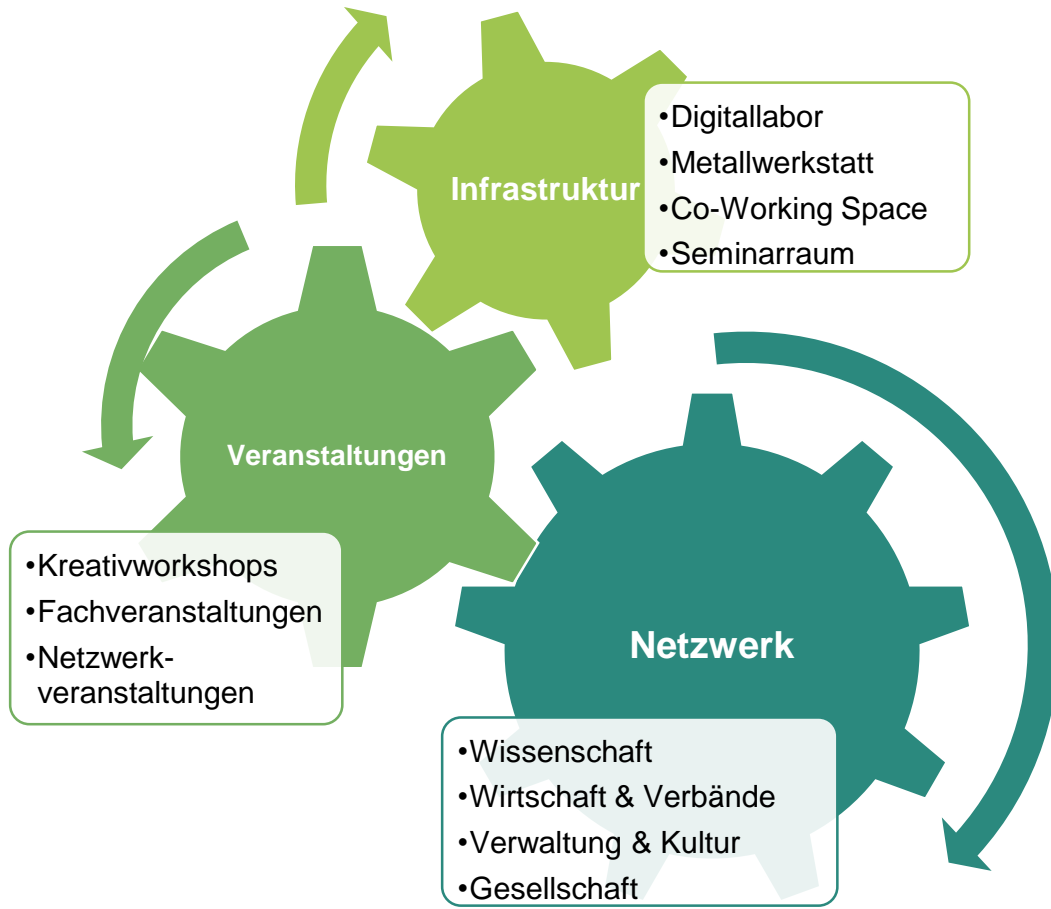 Infrastruktur
•Digitallabor
•Metallwerkstatt
•Co-Working Space
•Seminarraum
Veranstaltungen
•Kreativworkshops
•Fachveranstaltungen
•Netzwerk-
veranstaltungen
Netzwerk
•Wissenschaft
•Wirtschaft & Verbände
•Verwaltung & Kultur
•Gesellschaft